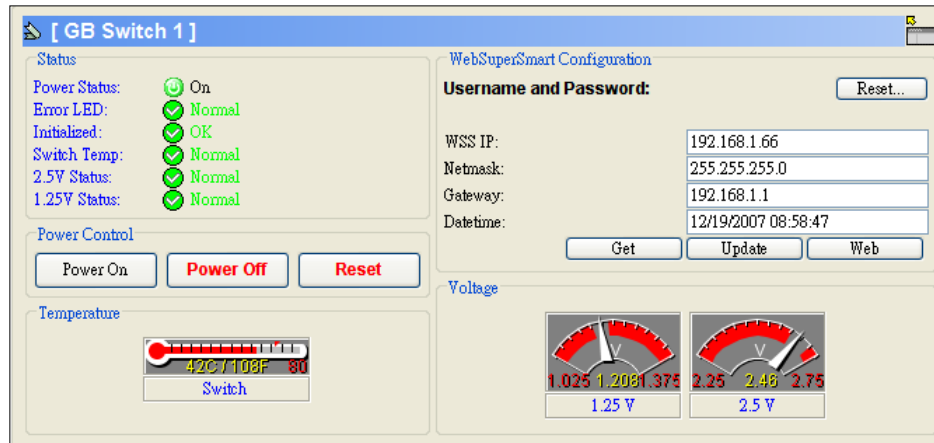 [ GB Switch 1 ]
Status
Power Status: On
Error LED: Normal
Initialized: OK
Switch Temp: Normal
2.5V Status: Normal
1.25V Status: Normal
Power Control
Power On Power Off Reset
Temperature
42C / 108F 80
Switch
WebSuperSmart Configuration
Username and Password: Reset...
WSS IP: 192.168.1.66
Netmask: 255.255.255.0
Gateway: 192.168.1.1
Datetime: 12/19/2007 08:58:47
Get Update Web
Voltage
V V
1.025 1.208 1.375 2.25 2.46 2.75
1.25 V 2.5 V